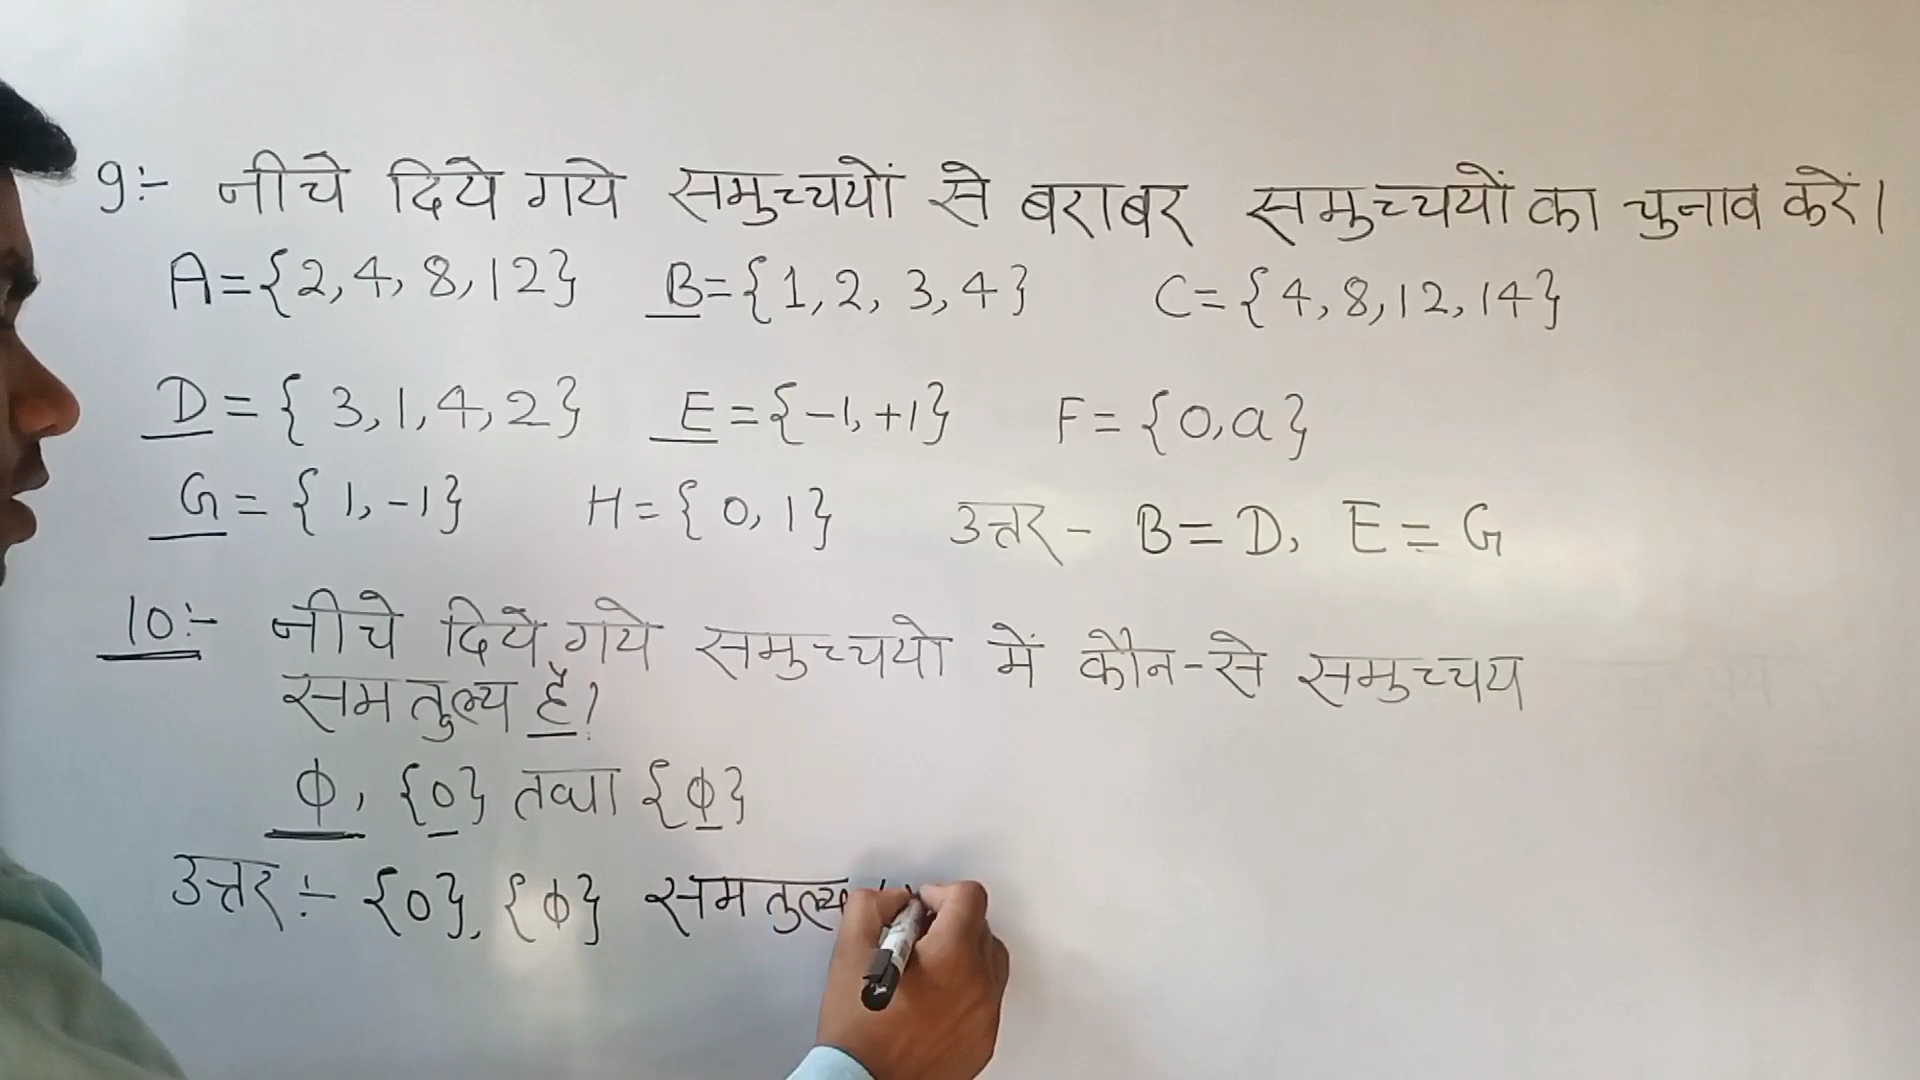 9:- नीचे दिये गये समुच्चयों से बराबर समुच्चयों का चुनाव करें।
A={2,4,8,12} B={1,2,3,4} C={4,8,12,14}
D={3,1,4,2} E={-1,+1} F={0,a}
G={1,-1} H={0,1} उत्तर- B=D, E=G
10:- नीचे दिये गये समुच्चयो में कौन-से समुच्चय
समतुल्य है?
ϕ, {0} तथा {ϕ}
उत्तर:- {0}, {ϕ} समतुल्य